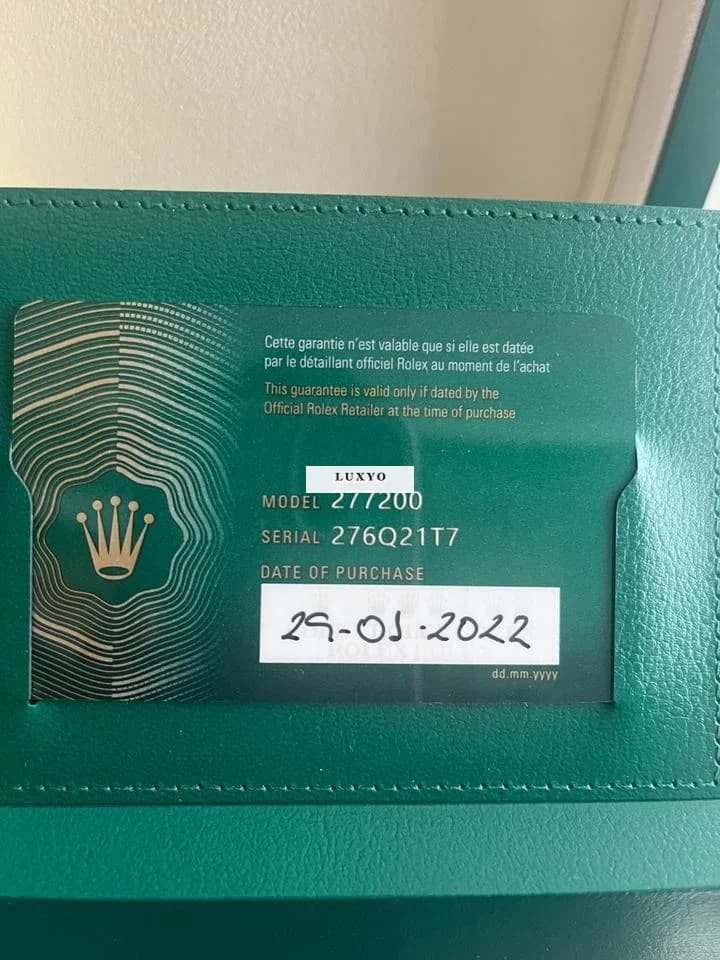 Cette garantie n'est valable que si elle est datée
par le détaillant officiel Rolex au moment de l'achat
This guarantee is valid only if dated by the
Official Rolex Retailer at the time of purchase
LUXYO
MODEL 277200
SERIAL 276Q21T7
DATE OF PURCHASE
29-01-2022
dd.mm.yyyy